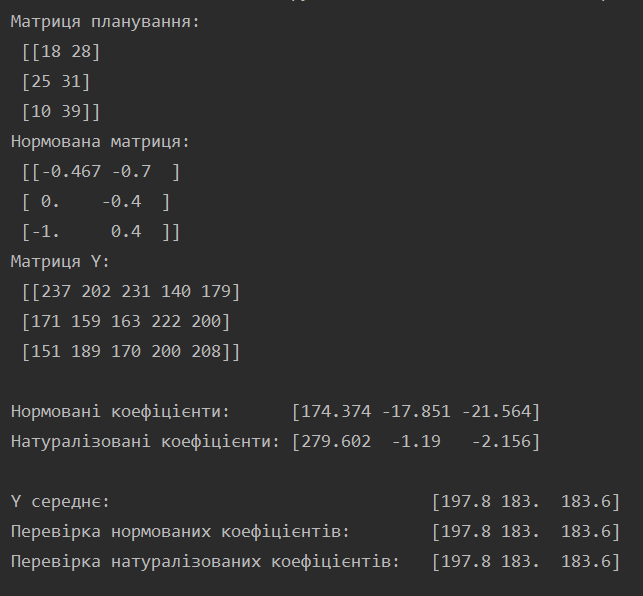 Матриця планування:
[[18 28]
[25 31]
[10 39]]
Нормована матриця:
[[-0.467 -0.7  ]
[ 0.    -0.4  ]
[-1.     0.4  ]]
Матриця Y:
[[237 202 231 140 179]
[171 159 163 222 200]
[151 189 170 200 208]]
Нормовані коефіцієнти:      [174.374 -17.851 -21.564]
Натуралізовані коефіцієнти: [279.602  -1.19   -2.156]
Y середнє:                                [197.8 183.  183.6]
Перевірка нормованих коефіцієнтів:        [197.8 183.  183.6]
Перевірка натуралізованих коефіцієнтів:   [197.8 183.  183.6]